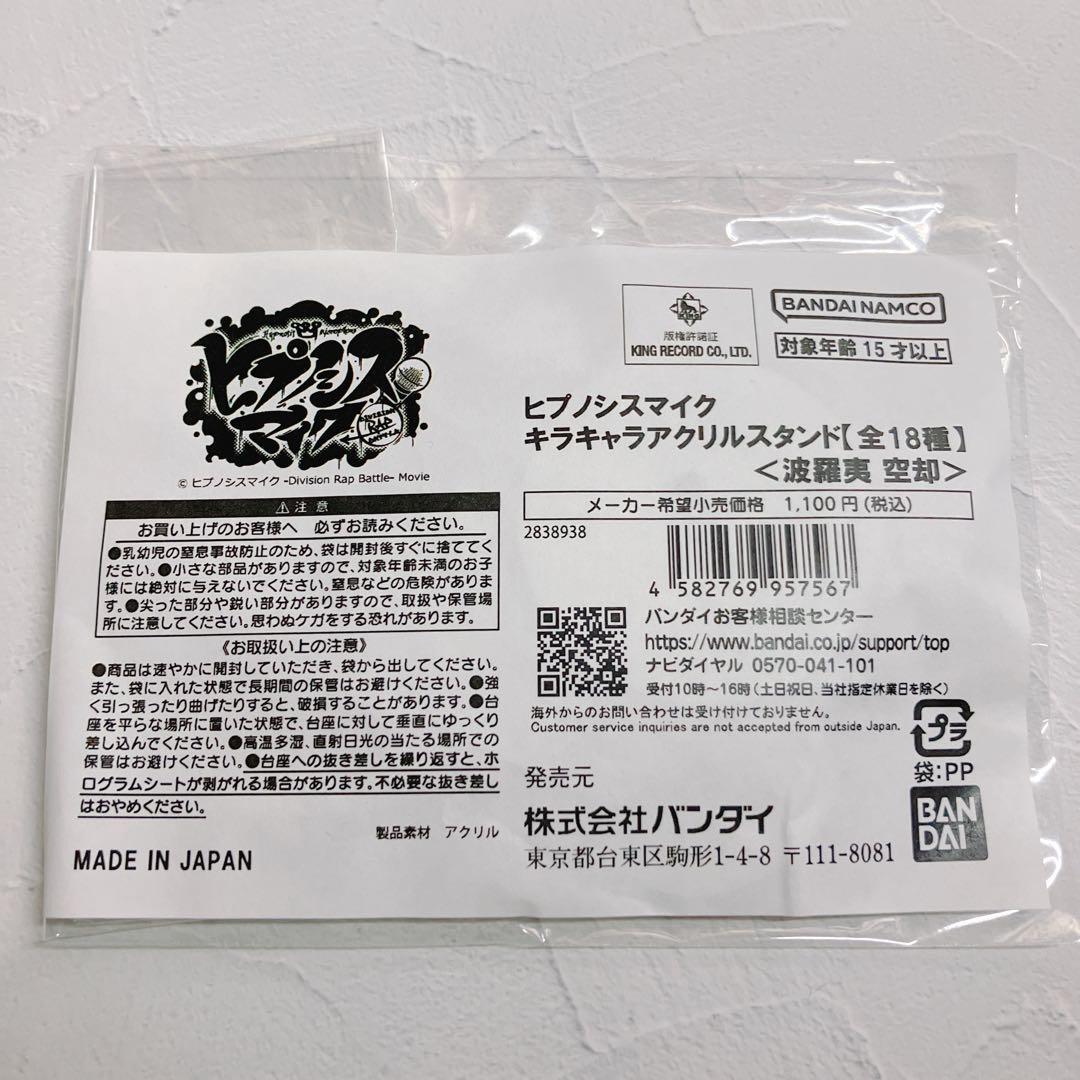 ヒプノシス
マイク
DIVISION
RAP
BATTLE
© ヒプノシスマイク -Division Rap Battle- Movie
⚠注意
お買い上げのお客様へ 必ずお読みください。
●乳幼児の窒息事故防止のため、袋は開封後すぐに捨ててく
ださい。●小さな部品がありますので、対象年齢未満のお子
様には絶対に与えないでください。窒息などの危険がありま
す。●尖った部分や鋭い部分がありますので、取扱や保管場
所に注意してください。思わぬケガをする恐れがあります。
《お取扱い上の注意》
●商品は速やかに開封していただき、袋から出してください。
また、袋に入れた状態で長期間の保管はお避けください。●強
く引っ張ったり曲げたりすると、破損することがあります。●台
座を平らな場所に置いた状態で、台座に対して垂直にゆっくり
差し込んでください。●高温多湿、直射日光の当たる場所での
保管はお避けください。●台座への抜き差しを繰り返すと、ホ
ログラムシートが剥がれる場合があります。不必要な抜き差し
はおやめください。
製品素材 アクリル
MADE IN JAPAN
KING
版権許諾証
KING RECORD CO., LTD.
BANDAI NAMCO
対象年齢 15才以上
ヒプノシスマイク
キラキャラアクリルスタンド【全18種】
＜波羅夷 空却＞
メーカー希望小売価格 1,100円(税込)
2838938
4 582769 957567
バンダイお客様相談センター
https://www.bandai.co.jp/support/top
ナビダイヤル 0570-041-101
受付10時～16時(土日祝日、当社指定休業日を除く)
海外からのお問い合わせは受け付けておりません。
Customer service inquiries are not accepted from outside Japan.
プラ
袋:PP
発売元
株式会社バンダイ
東京都台東区駒形1-4-8 〒111-8081
BAN
DAI